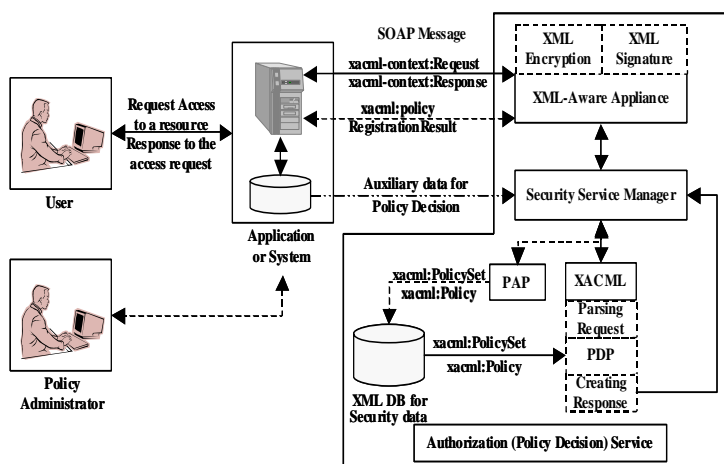 SOAP Message
XML
Encryption
XML
Signature
xacml-context:Reqeust
xacml-context:Response
XML-Aware Appliance
Request Access
to a resource
Response to the
access request
xacml:policy
RegistrationResult
User
Auxiliary data for
Policy Decision
Security Service Manager
Application
or System
xacml:PolicySet
xacml:Policy
PAP
XACML
Parsing
Request
xacml:PolicySet
xacml:Policy
PDP
Creating
Response
Policy
Administrator
XML DB for
Security data
Authorization (Policy Decision) Service